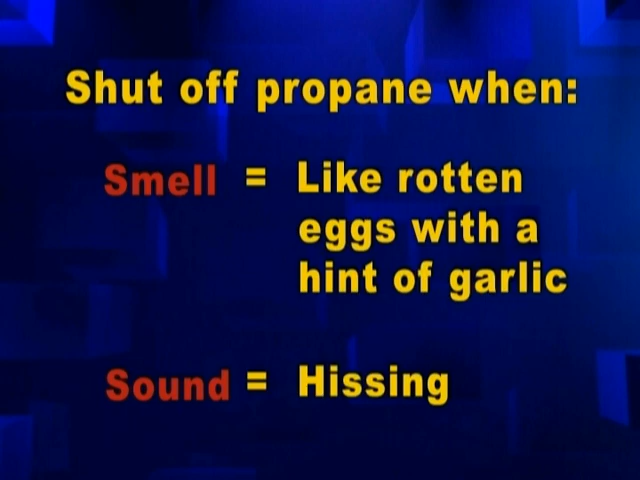 Shut off propane when:
Smell = Like rotten
eggs with a
hint of garlic
Sound = Hissing